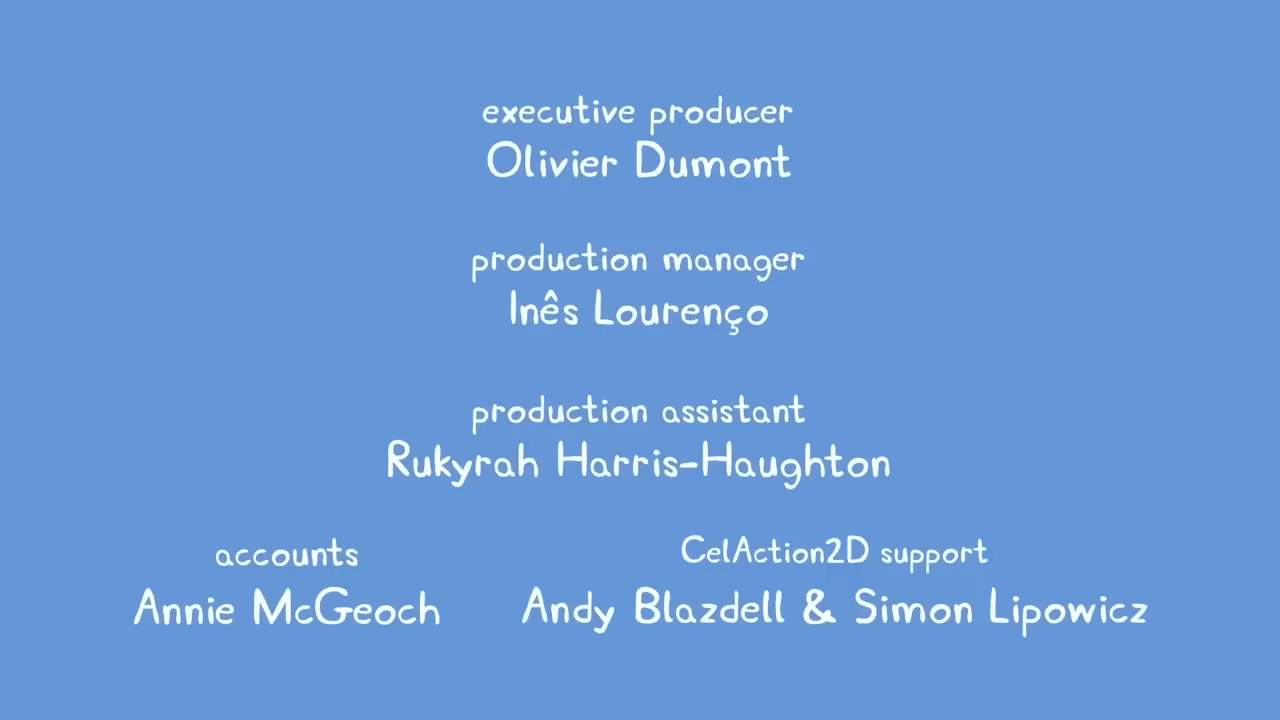 executive producer
Olivier Dumont
production manager
Inês Lourenço
production assistant
Rukyrah Harris-Haughton
accounts
Annie McGeoch
CelAction2D support
Andy Blazdell & Simon Lipowicz